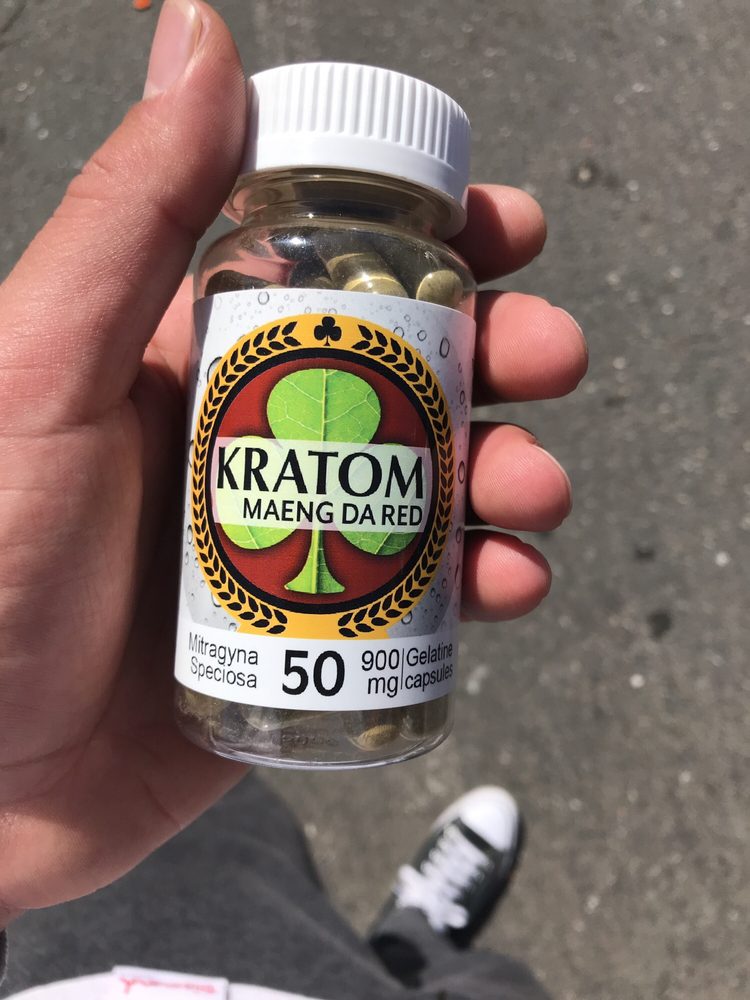 KRATOM
MAENG DA RED
Mitragyna
Speciosa
50
900
mg
Gelatine
capsules